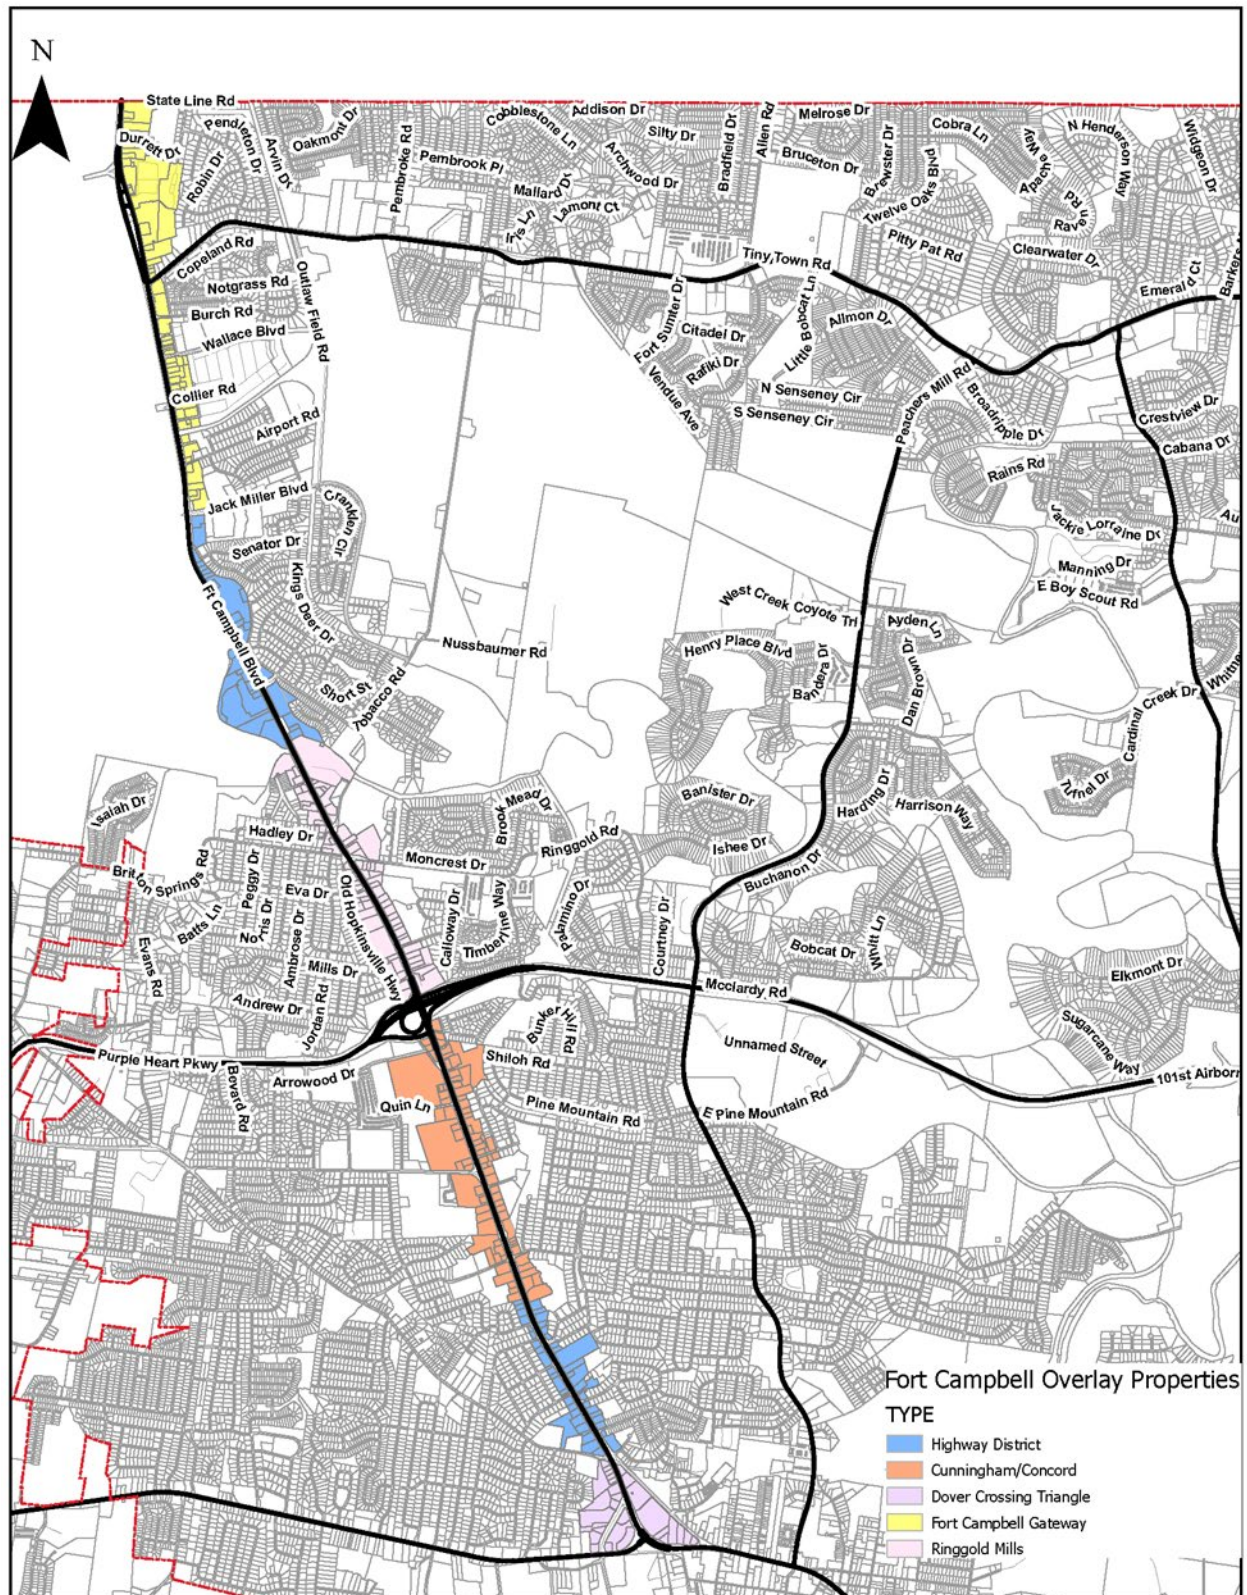 N
State Line Rd
Durrett Dr
Pendleton Dr
Arvin Dr
Oakmont Dr
Robin Dr
Pembroke Rd
Cobblestone Ln
Addison Dr
Silty Dr
Archwood Dr
Bradfield Dr
Allen Rd
Melrose Dr
Bruceton Dr
Brewster Dr
Cobra Ln
Apache Way
N Henderson Way
Widgeon Dr
Pembrook Pl
Mallard Dr
Lamont Ct
Iris Ln
Twelve Oaks Blvd
Raven Rd
Pitty Pat Rd
Clearwater Dr
Copeland Rd
Tiny Town Rd
Notgrass Rd
Outlaw Field Rd
Burch Rd
Wallace Blvd
Fort Sumter Dr
Citadel Dr
Little Bobcat Ln
Allmon Dr
Emerald Ct
Rafiki Dr
Vendue Ave
Collier Rd
N Senseney Cir
S Senseney Cir
Peachers Mill Rd
Broadripple Dr
Crestview Dr
Cabana Dr
Airport Rd
Rains Rd
Jack Miller Blvd
Cranklen Cir
Jackie Lorraine Dr
Senator Dr
Manning Dr
E Boy Scout Rd
Kings Deer Dr
Ft Campbell Blvd
West Creek Coyote Trl
Ayden Ln
Nussbaumer Rd
Henry Place Blvd
Bandera Dr
Dan Brown Dr
Short St
Tobacco Rd
Cardinal Creek Dr
Tufnel Dr
Isaiah Dr
Banister Dr
Harding Dr
Harrison Way
Brook Mead Dr
Hadley Dr
Ringgold Rd
Ishee Dr
Moncrest Dr
Buchanon Dr
Britton Springs Rd
Peggy Dr
Eva Dr
Old Hopkinsville Hwy
Calloway Dr
Timberline Way
Palamino Dr
Courtney Dr
Batts Ln
Norris Dr
Ambrose Dr
Bobcat Dr
Whitt Ln
Evans Rd
Mills Dr
Elkmont Dr
Andrew Dr
Jordan Rd
Mcclardy Rd
Bunker Hill Rd
Sugarcane Way
Unnamed Street
Purple Heart Pkwy
Shiloh Rd
Bevard Rd
Arrowood Dr
Quin Ln
Pine Mountain Rd
E Pine Mountain Rd
Fort Campbell Overlay Properties
TYPE
Highway District
Cunningham/Concord
Dover Crossing Triangle
Fort Campbell Gateway
Ringgold Mills